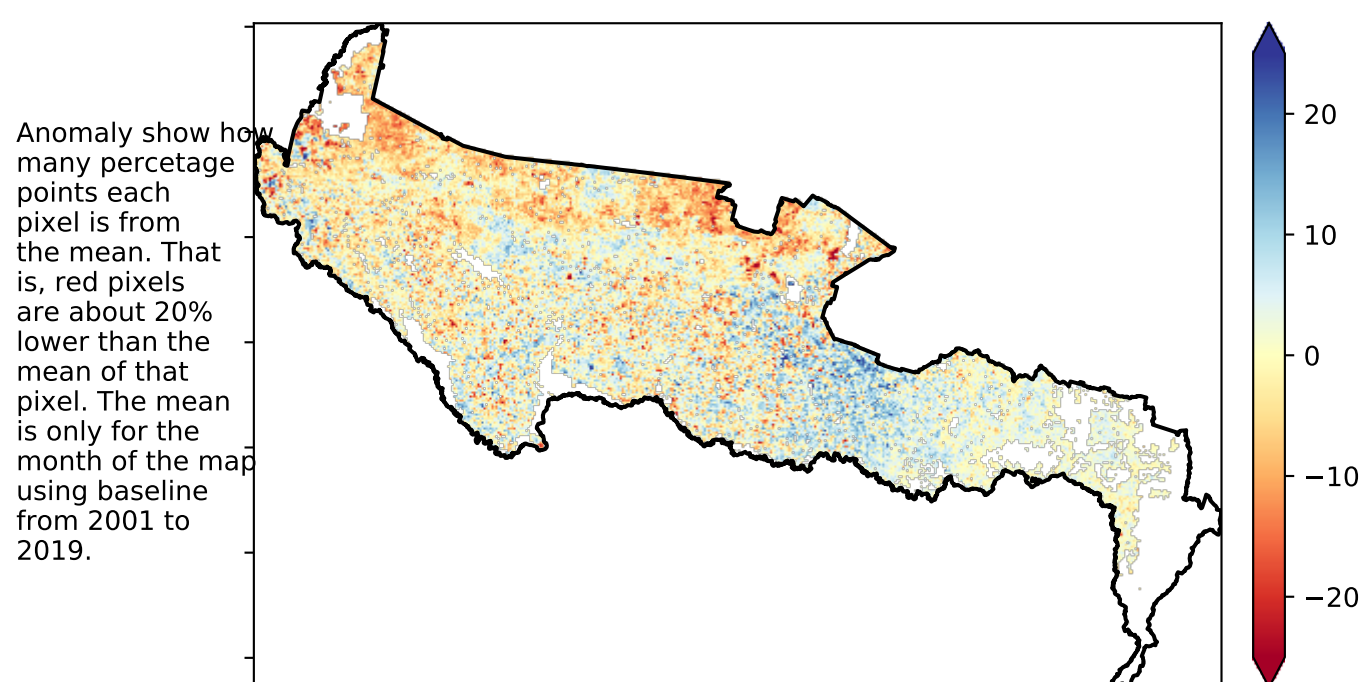 Anomaly show how
many percetage
points each
pixel is from
the mean. That
is, red pixels
are about 20%
lower than the
mean of that
pixel. The mean
is only for the
month of the map
using baseline
from 2001 to
2019.
20
10
0
−10
−20